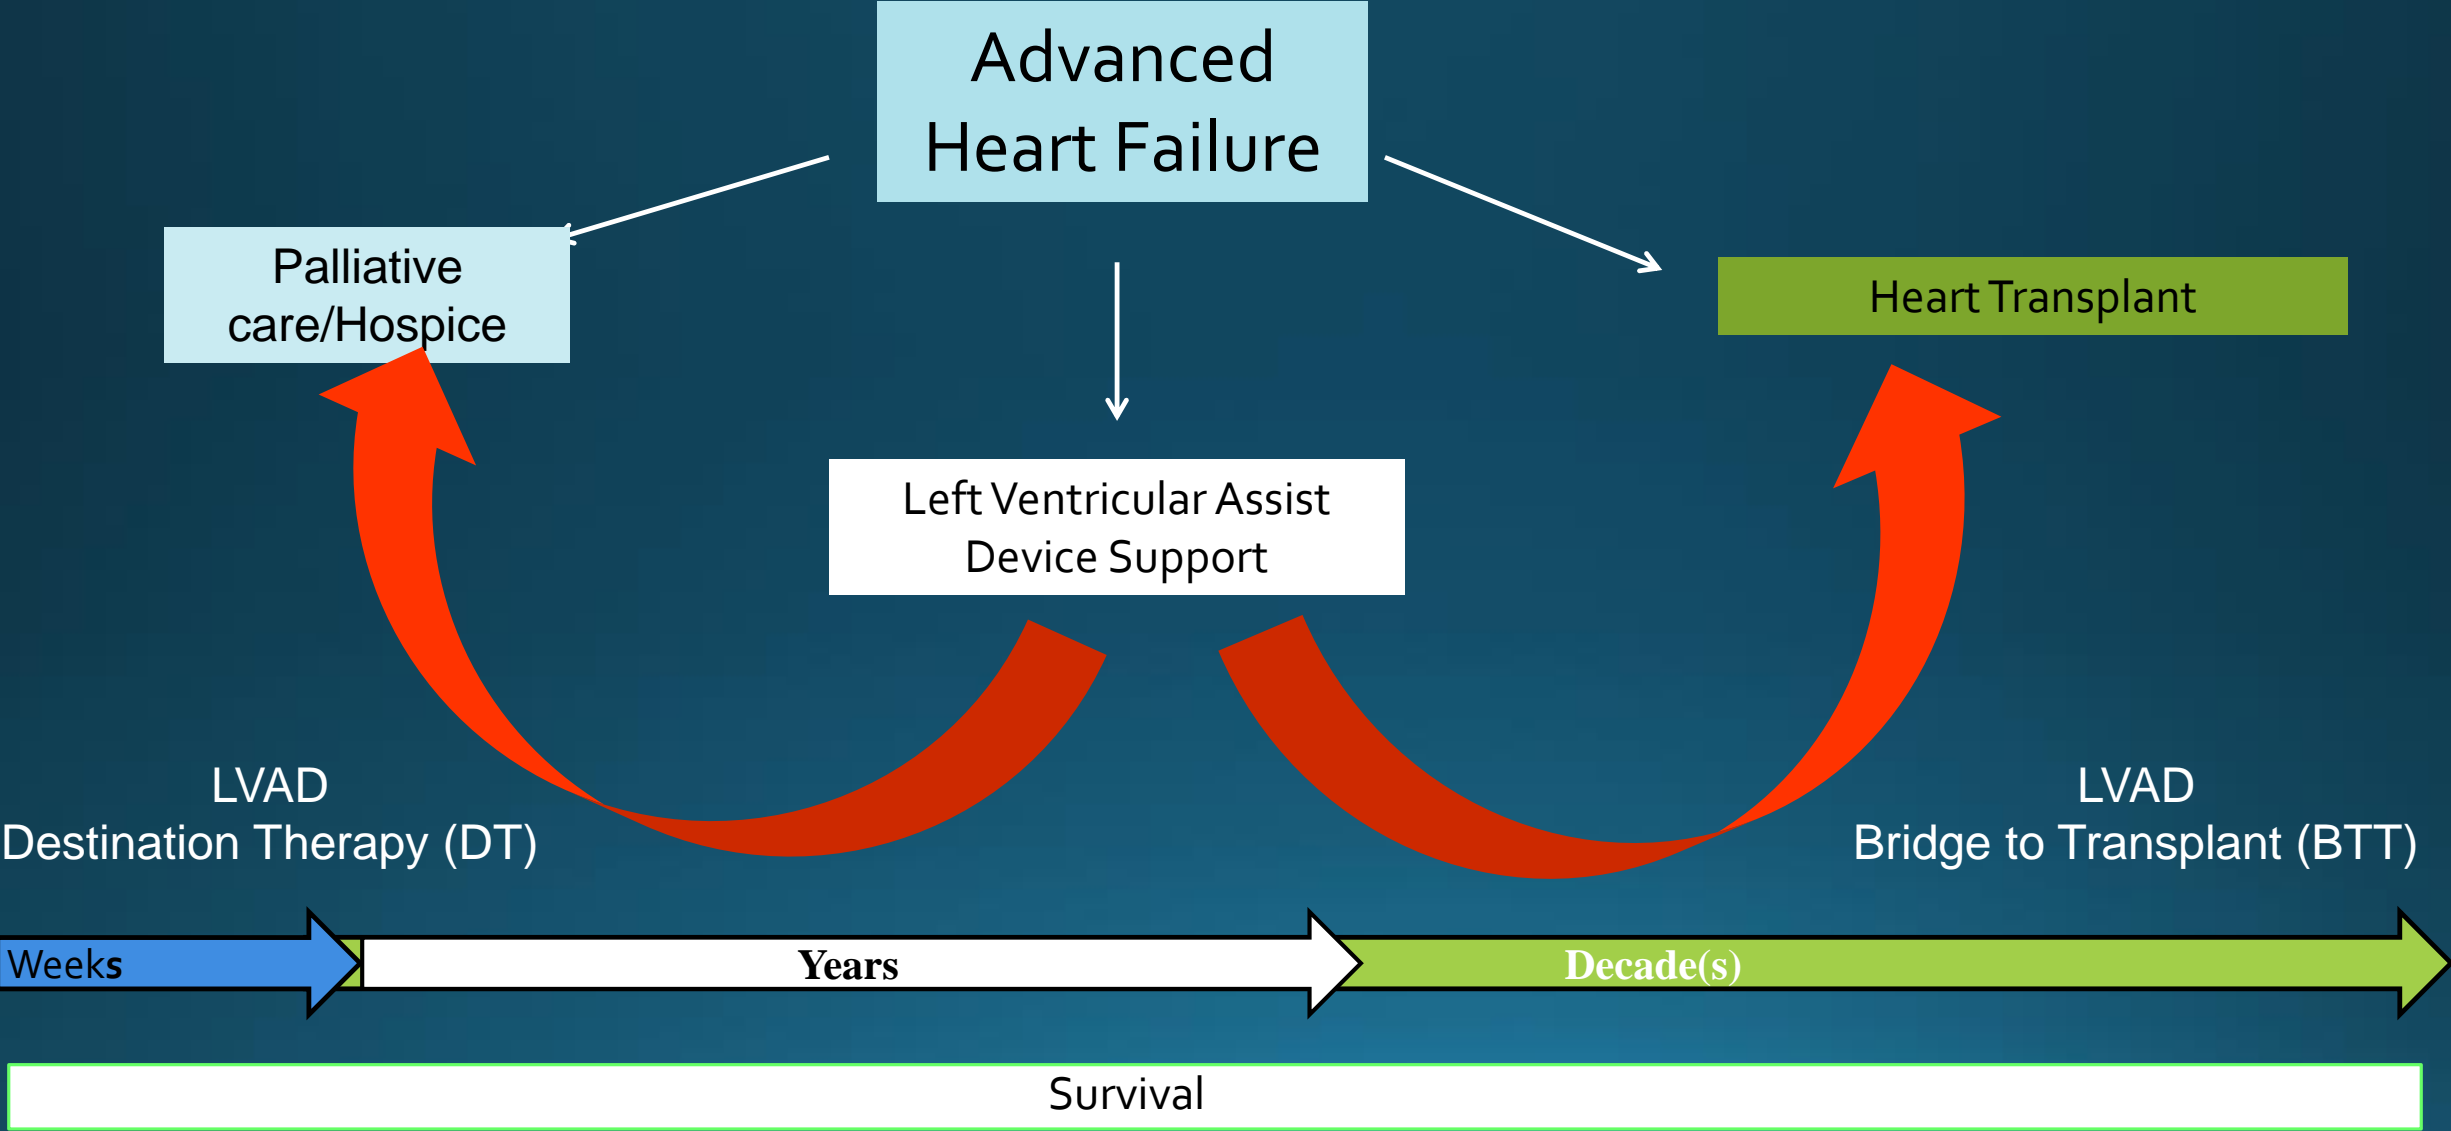 Advanced
Heart Failure
Palliative
care/Hospice
Heart Transplant
Left Ventricular Assist
Device Support
LVAD
Destination Therapy (DT)
LVAD
Bridge to Transplant (BTT)
Weeks
Years
Decade(s)
Survival